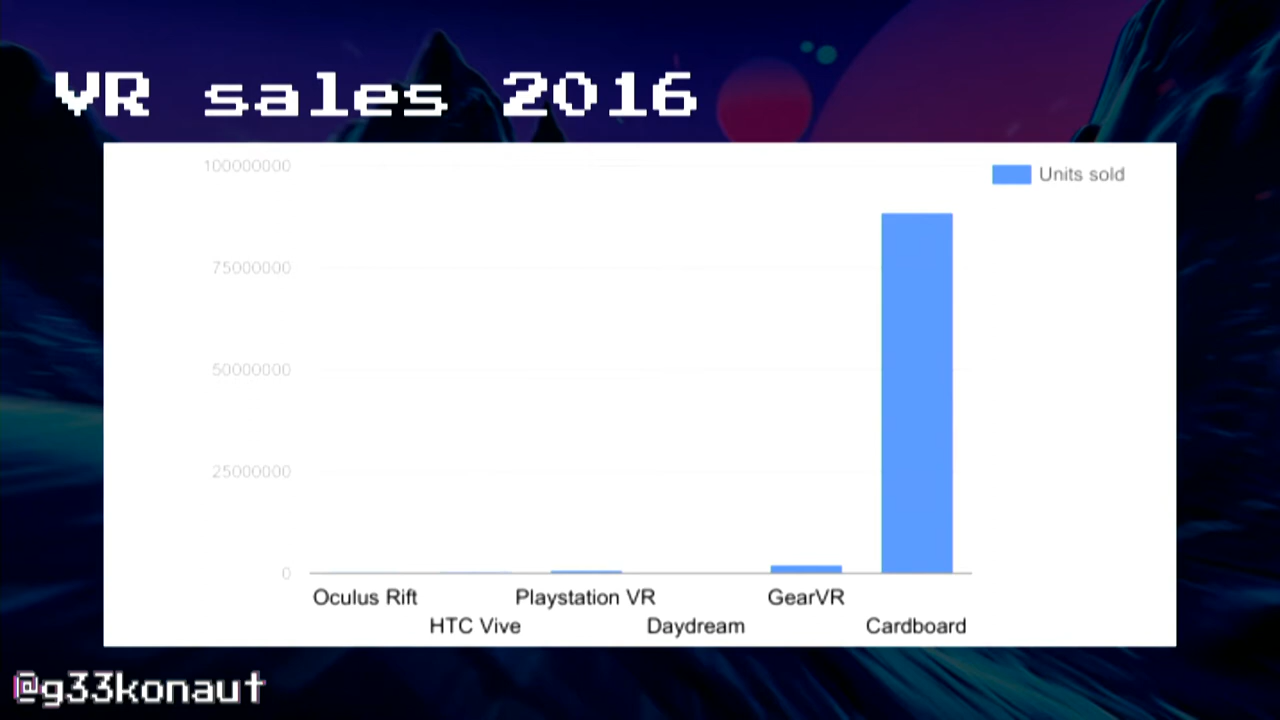 VR sales 2016
100000000
Units sold
75000000
50000000
25000000
0
Oculus Rift
Playstation VR
GearVR
HTC Vive
Daydream
Cardboard
@g33konaut